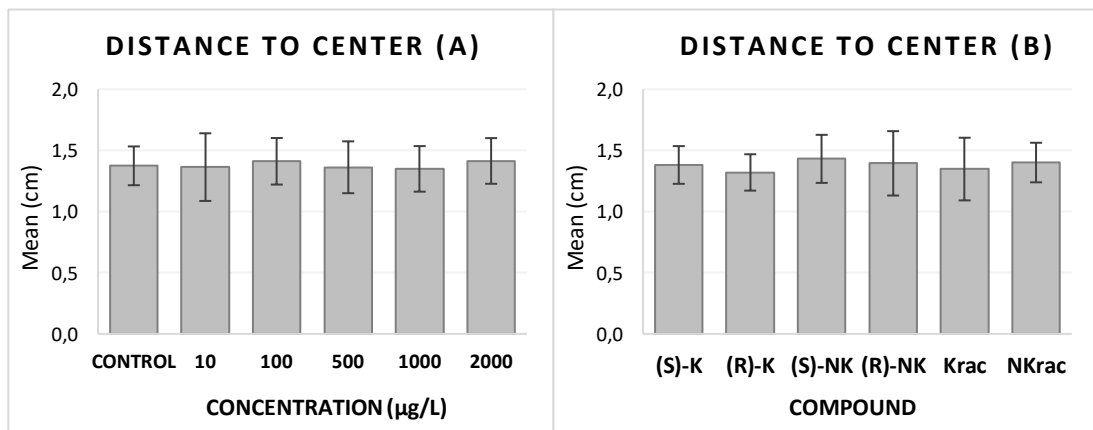 DISTANCE TO CENTER (A)
2,0
1,5
1,0
0,5
0,0
Mean (cm)
CONTROL 10 100 500 1000 2000
CONCENTRATION (µg/L)
DISTANCE TO CENTER (B)
2,0
1,5
1,0
0,5
0,0
Mean (cm)
(S)-K (R)-K (S)-NK (R)-NK Krac NKrac
COMPOUND